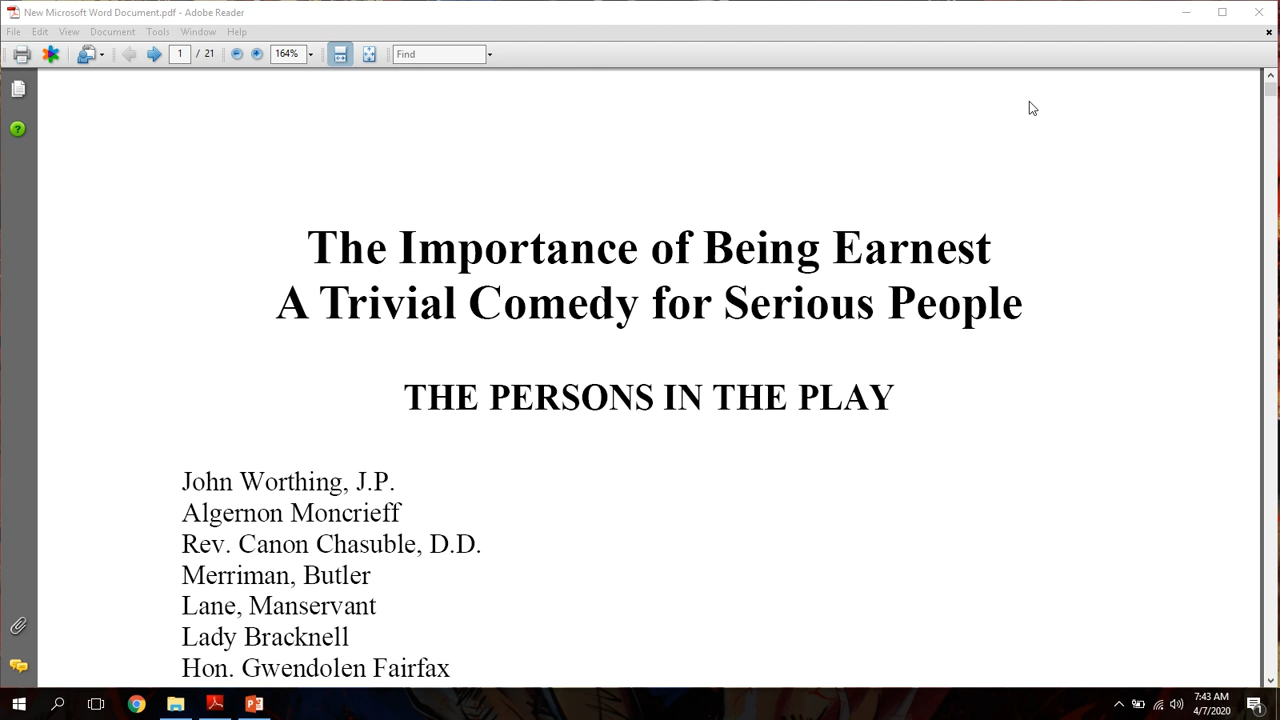 New Microsoft Word Document.pdf - Adobe Reader
File Edit View Document Tools Window Help
1 / 21 164% Find
The Importance of Being Earnest
A Trivial Comedy for Serious People
THE PERSONS IN THE PLAY
John Worthing, J.P.
Algernon Moncrieff
Rev. Canon Chasuble, D.D.
Merriman, Butler
Lane, Manservant
Lady Bracknell
Hon. Gwendolen Fairfax
7:43 AM
4/7/2020